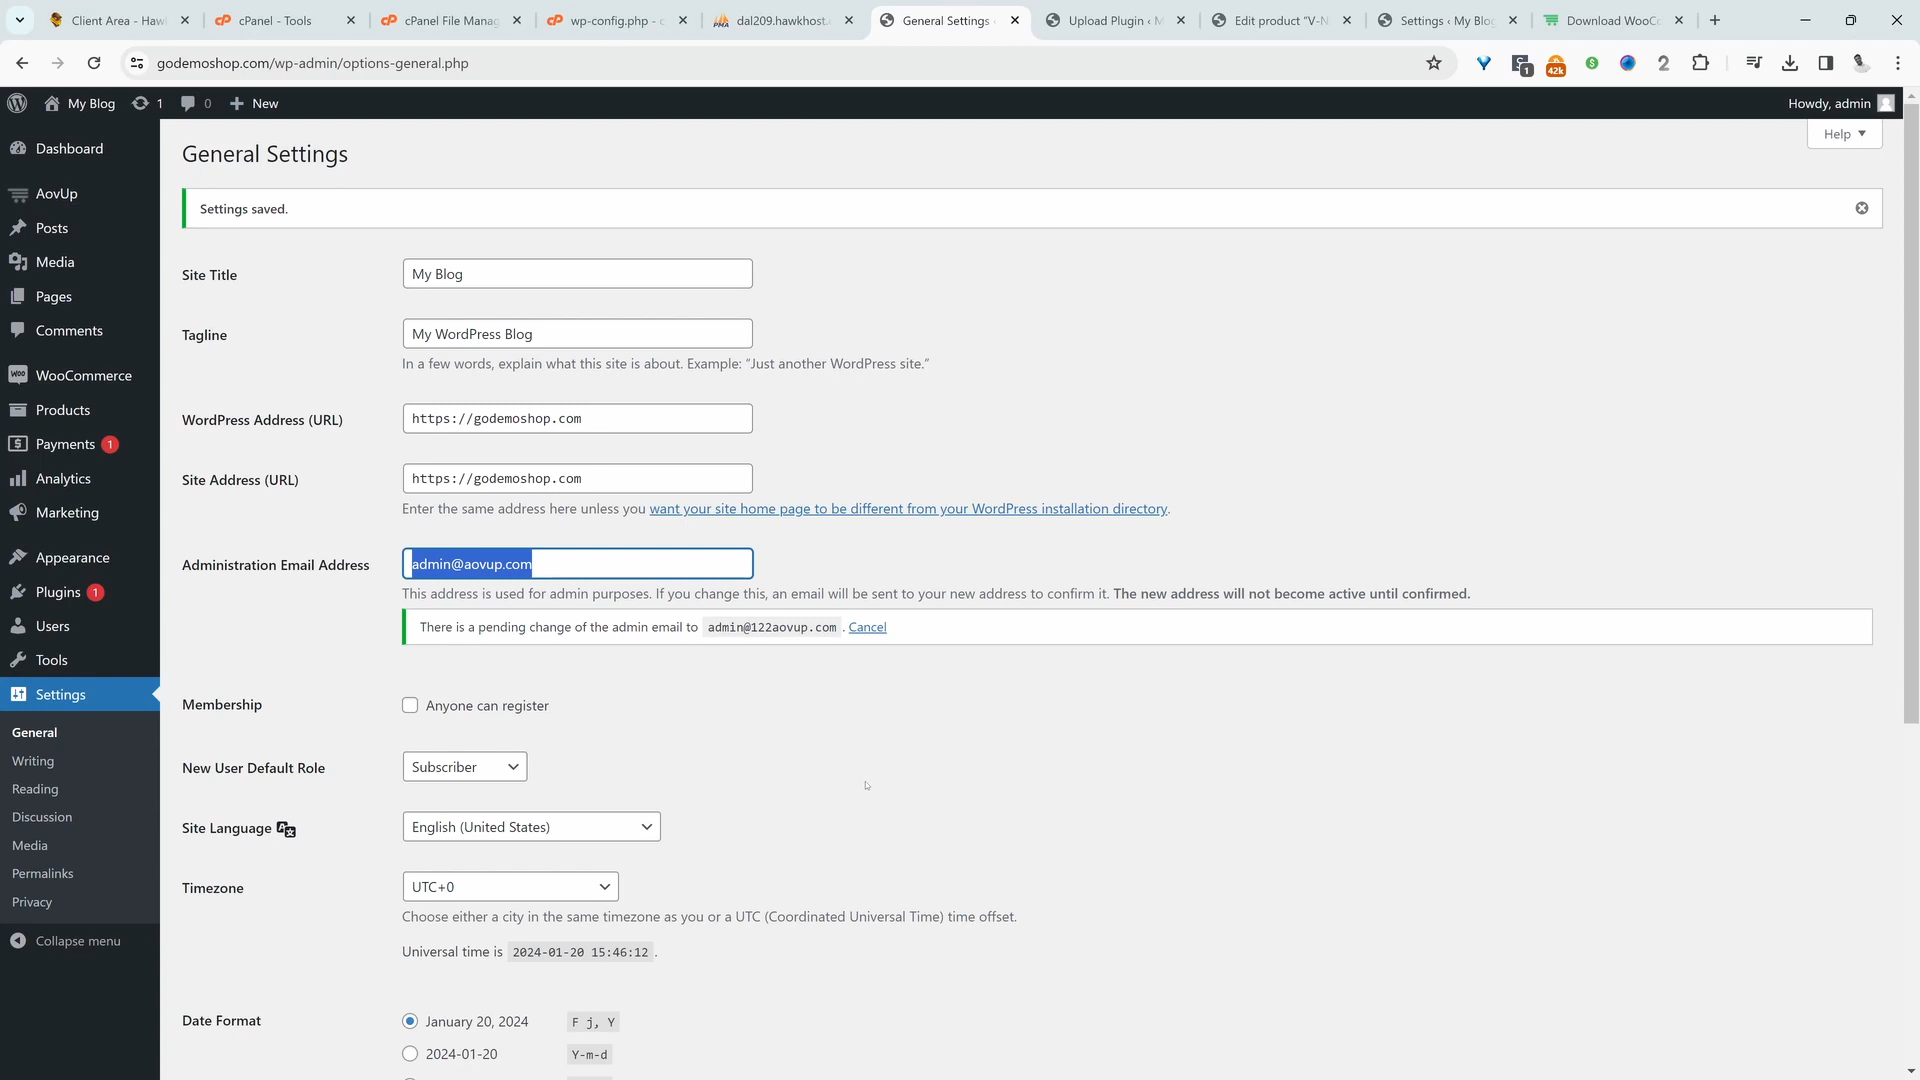 Client Area - Haw
cPanel - Tools
cPanel File Manag
wp-config.php - c
dal209.hawkhost.
General Settings ‹
Upload Plugin ‹ M
Edit product “V-N
Settings ‹ My Blog
Download WooCo
godemoshop.com/wp-admin/options-general.php
1
42k
My Blog
1
0
New
Howdy, admin
Help
Dashboard
AovUp
Posts
Media
Pages
Comments
WooCommerce
Products
Payments 1
Analytics
Marketing
Appearance
Plugins 1
Users
Tools
Settings
General
Writing
Reading
Discussion
Media
Permalinks
Privacy
Collapse menu
General Settings
Settings saved.
Site Title
My Blog
Tagline
My WordPress Blog
In a few words, explain what this site is about. Example: “Just another WordPress site.”
WordPress Address (URL)
https://godemoshop.com
Site Address (URL)
https://godemoshop.com
Enter the same address here unless you want your site home page to be different from your WordPress installation directory.
Administration Email Address
admin@aovup.com
This address is used for admin purposes. If you change this, an email will be sent to your new address to confirm it. The new address will not become active until confirmed.
There is a pending change of the admin email to admin@122aovup.com . Cancel
Membership
Anyone can register
New User Default Role
Subscriber
Site Language
English (United States)
Timezone
UTC+0
Choose either a city in the same timezone as you or a UTC (Coordinated Universal Time) time offset.
Universal time is 2024-01-20 15:46:12 .
Date Format
January 20, 2024 F j, Y
2024-01-20 Y-m-d